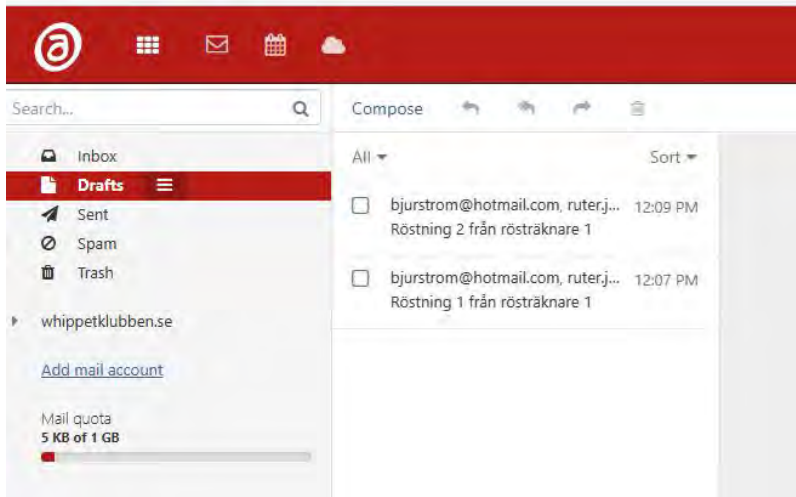 Search...
Compose
Inbox
Drafts
Sent
Spam
Trash
whippetklubben.se
Add mail account
Mail quota
5 KB of 1 GB
All
Sort
bjurstrom@hotmail.com, ruter.j... 12:09 PM
Röstning 2 från rösträknare 1
bjurstrom@hotmail.com, ruter.j... 12:07 PM
Röstning 1 från rösträknare 1